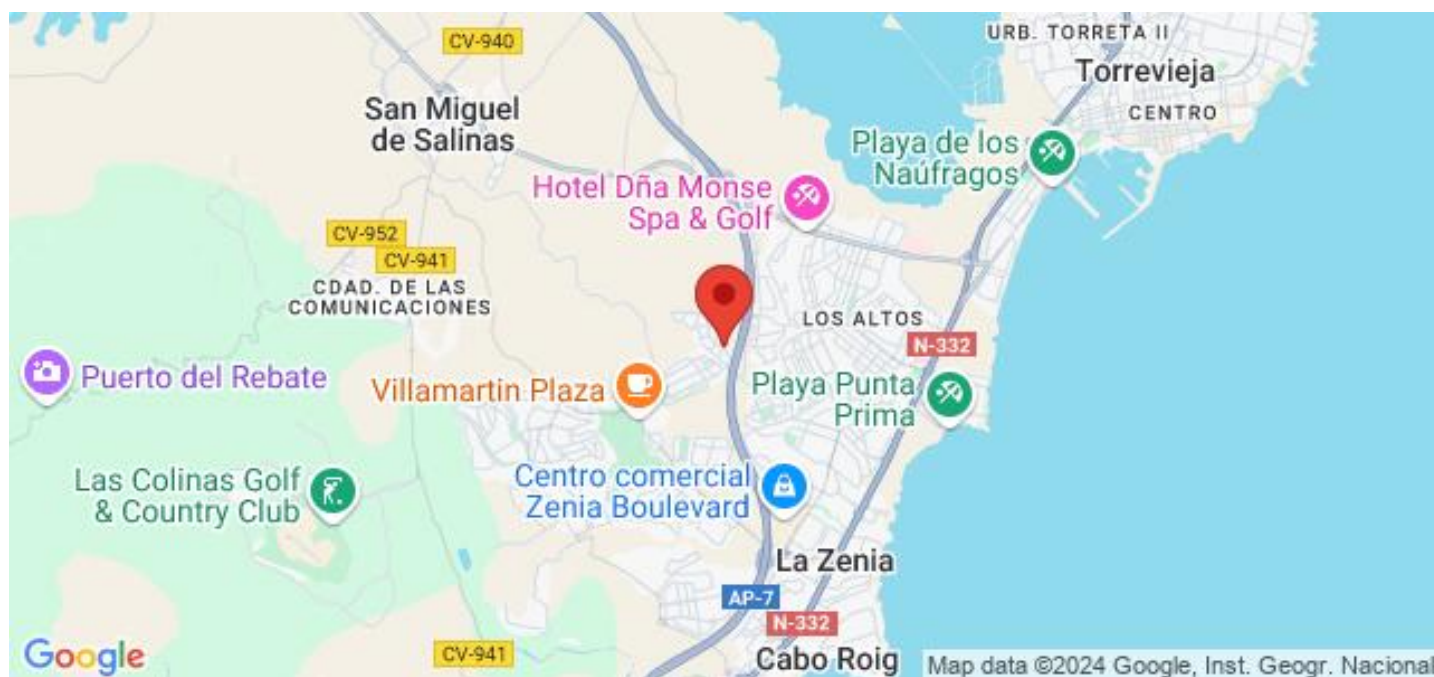 CV-940
URB. TORRETA II
Torrevieja
CENTRO
San Miguel
de Salinas
Playa de los
Naúfragos
Hotel Dña Monse
Spa & Golf
CV-952
CV-941
CDAD. DE LAS
COMUNICACIONES
LOS ALTOS
N-332
Puerto del Rebate
Villamartin Plaza
Playa Punta
Prima
Las Colinas Golf
& Country Club
Centro comercial
Zenia Boulevard
La Zenia
AP-7
N-332
CV-941
Cabo Roig
Google
Map data ©2024 Google, Inst. Geogr. Nacional